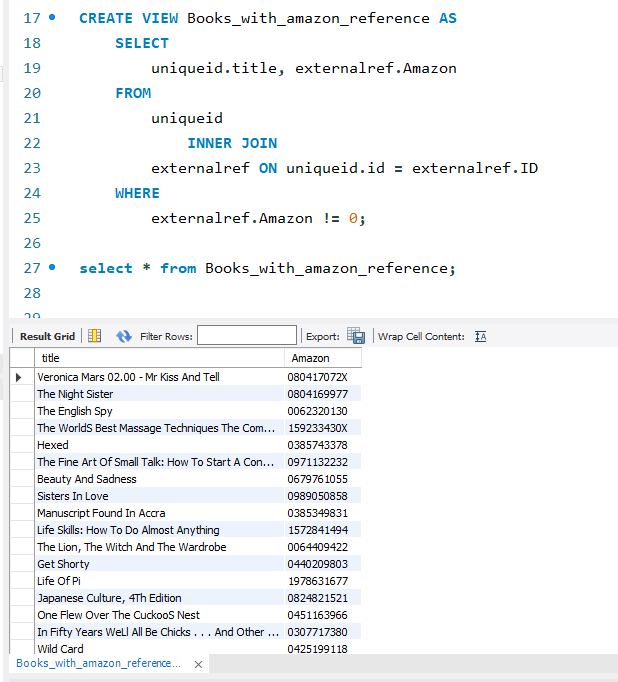 17 CREATE VIEW Books_with_amazon_reference AS
18 SELECT
19 uniqueid.title, externalref.Amazon
20 FROM
21 uniqueid
22 INNER JOIN
23 externalref ON uniqueid.id = externalref.ID
24 WHERE
25 externalref.Amazon != 0;
26
27 select * from Books_with_amazon_reference;
28
29
Result Grid Filter Rows: Export: Wrap Cell Content: IA
title Amazon
Veronica Mars 02.00 - Mr Kiss And Tell 080417072X
The Night Sister 0804169977
The English Spy 0062320130
The WorldS Best Massage Techniques The Com... 159233430X
Hexed 0385743378
The Fine Art Of Small Talk: How To Start A Con... 0971132232
Beauty And Sadness 0679761055
Sisters In Love 0989050858
Manuscript Found In Accra 0385349831
Life Skills: How To Do Almost Anything 1572841494
The Lion, The Witch And The Wardrobe 0064409422
Get Shorty 0440209803
Life Of Pi 1978631677
Japanese Culture, 4Th Edition 0824821521
One Flew Over The CuckooS Nest 0451163966
In Fifty Years WeLl All Be Chicks . . . And Other ... 0307717380
Wild Card 0425199118
Books_with_amazon_reference...